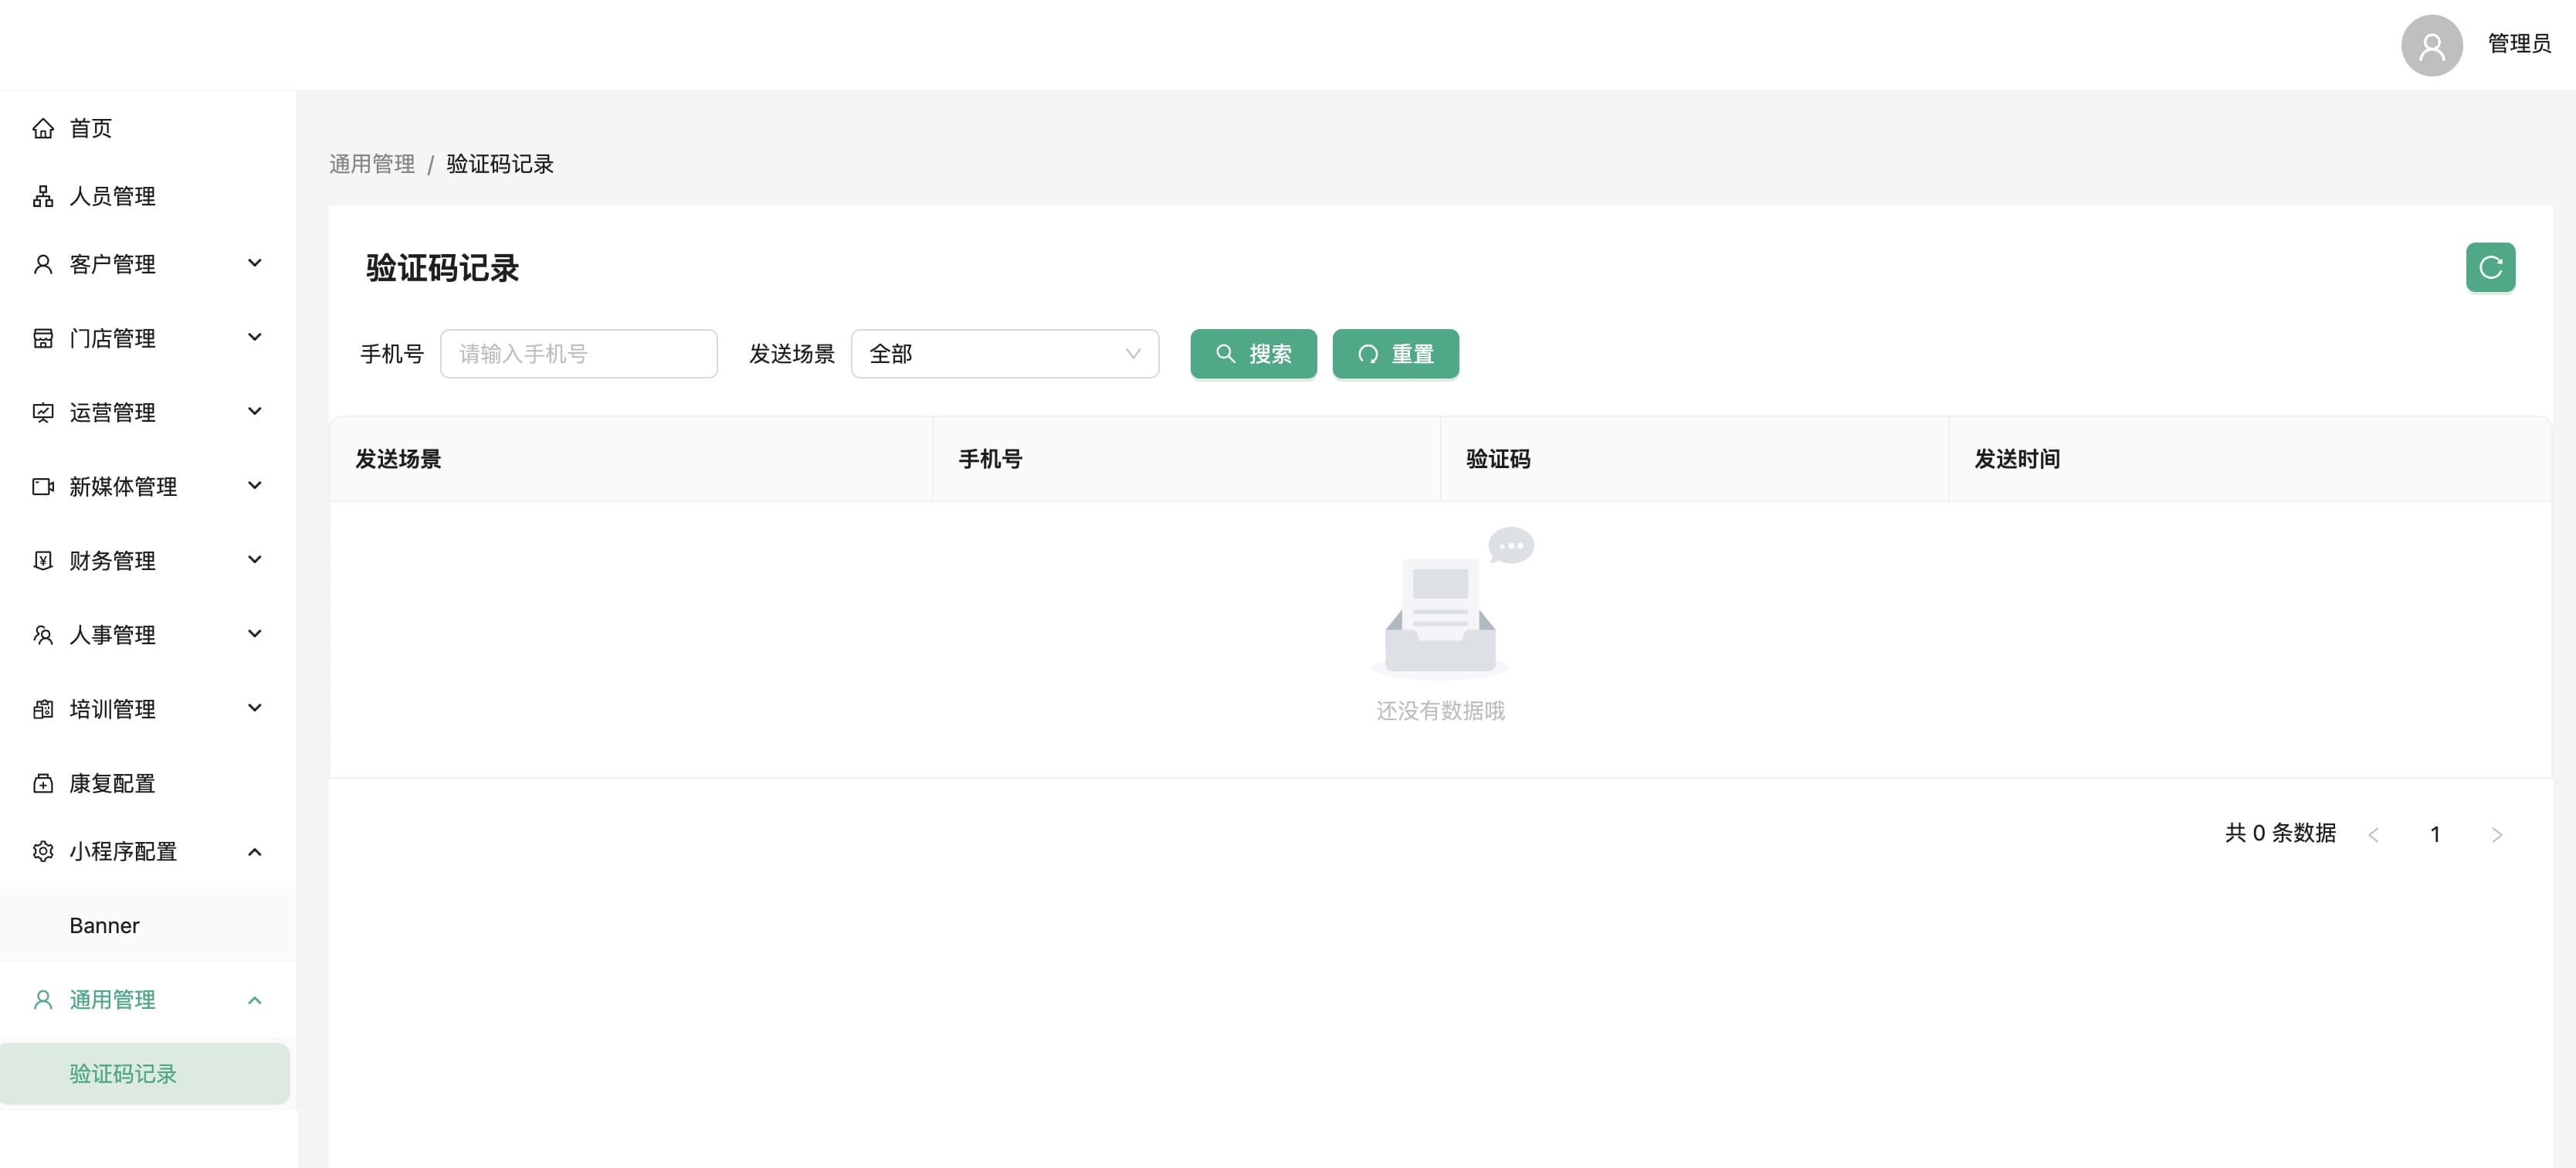 管理员
首页
人员管理
客户管理
门店管理
运营管理
新媒体管理
财务管理
人事管理
培训管理
康复配置
小程序配置
Banner
通用管理
验证码记录
通用管理 / 验证码记录
验证码记录
手机号 请输入手机号 发送场景 全部 搜索 重置
发送场景 手机号 验证码 发送时间
还没有数据哦
共 0 条数据 < 1 >